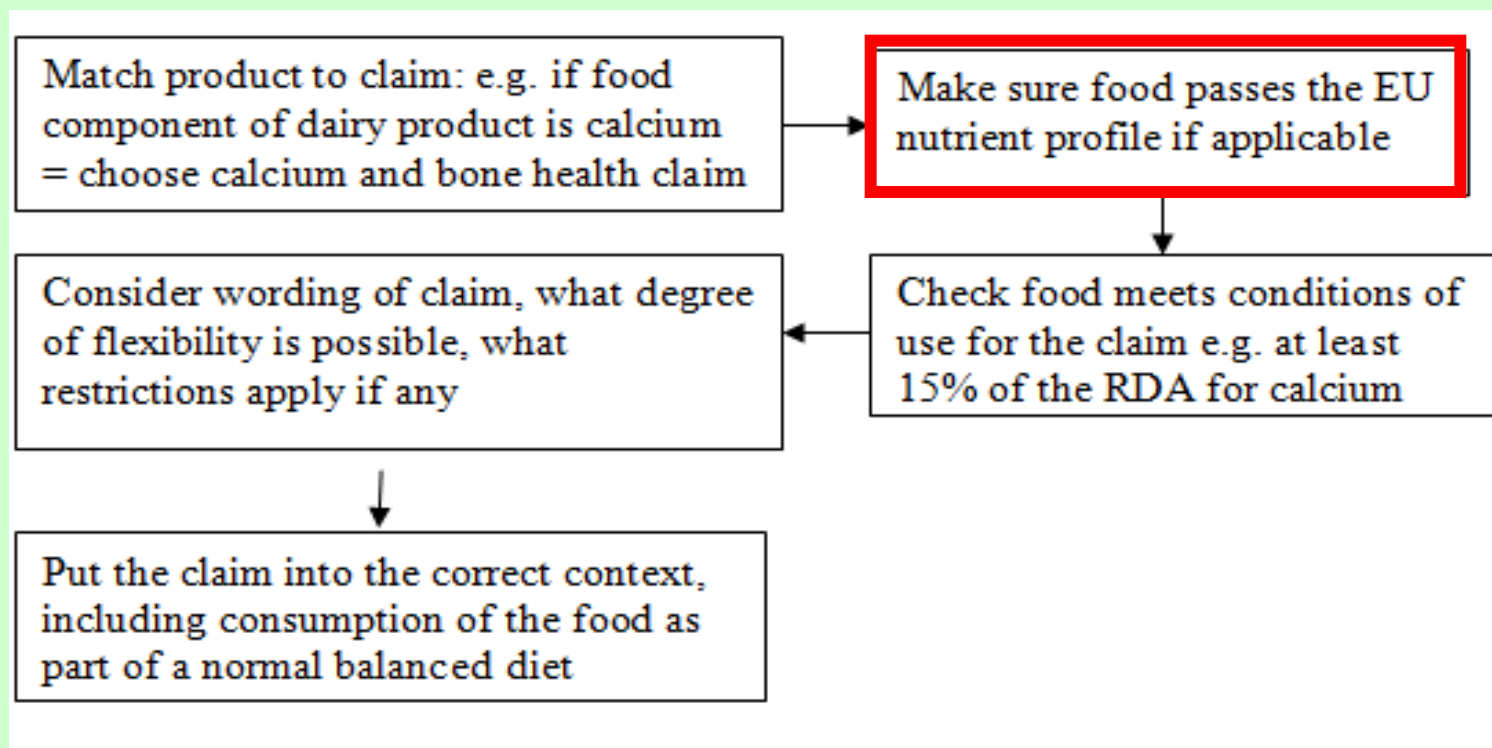 Match product to claim: e.g. if food
component of dairy product is calcium
= choose calcium and bone health claim
Make sure food passes the EU
nutrient profile if applicable
Check food meets conditions of
use for the claim e.g. at least
15% of the RDA for calcium
Consider wording of claim, what degree
of flexibility is possible, what
restrictions apply if any
Put the claim into the correct context,
including consumption of the food as
part of a normal balanced diet